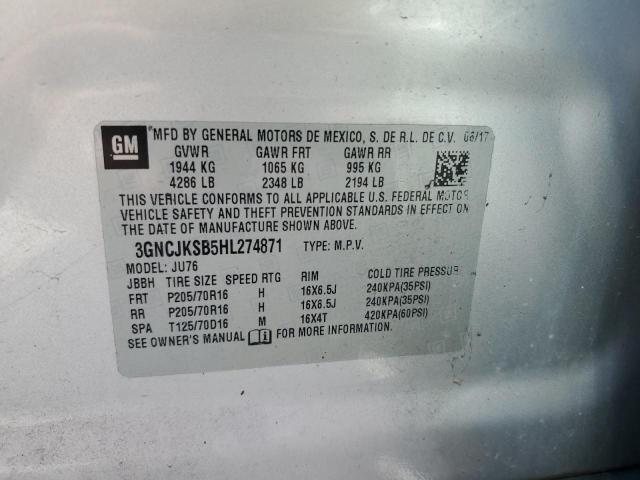 GM MFD BY GENERAL MOTORS DE MEXICO, S. DE R.L. DE C.V. 06/17
GVWR GAWR FRT GAWR RR
1944 KG 1065 KG 995 KG
4286 LB 2348 LB 2194 LB
THIS VEHICLE CONFORMS TO ALL APPLICABLE U.S. FEDERAL MOTOR
VEHICLE SAFETY AND THEFT PREVENTION STANDARDS IN EFFECT ON
THE DATE OF MANUFACTURE SHOWN ABOVE.
3GNCJKSB5HL274871 TYPE: M.P.V.
MODEL: JU76
JBBH TIRE SIZE SPEED RTG RIM COLD TIRE PRESSUR
FRT P205/70R16 H 16X6.5J 240KPA(35PSI)
RR P205/70R16 H 16X6.5J 240KPA(35PSI)
SPA T125/70D16 M 16X4T 420KPA(60PSI)
SEE OWNER'S MANUAL FOR MORE INFORMATION.